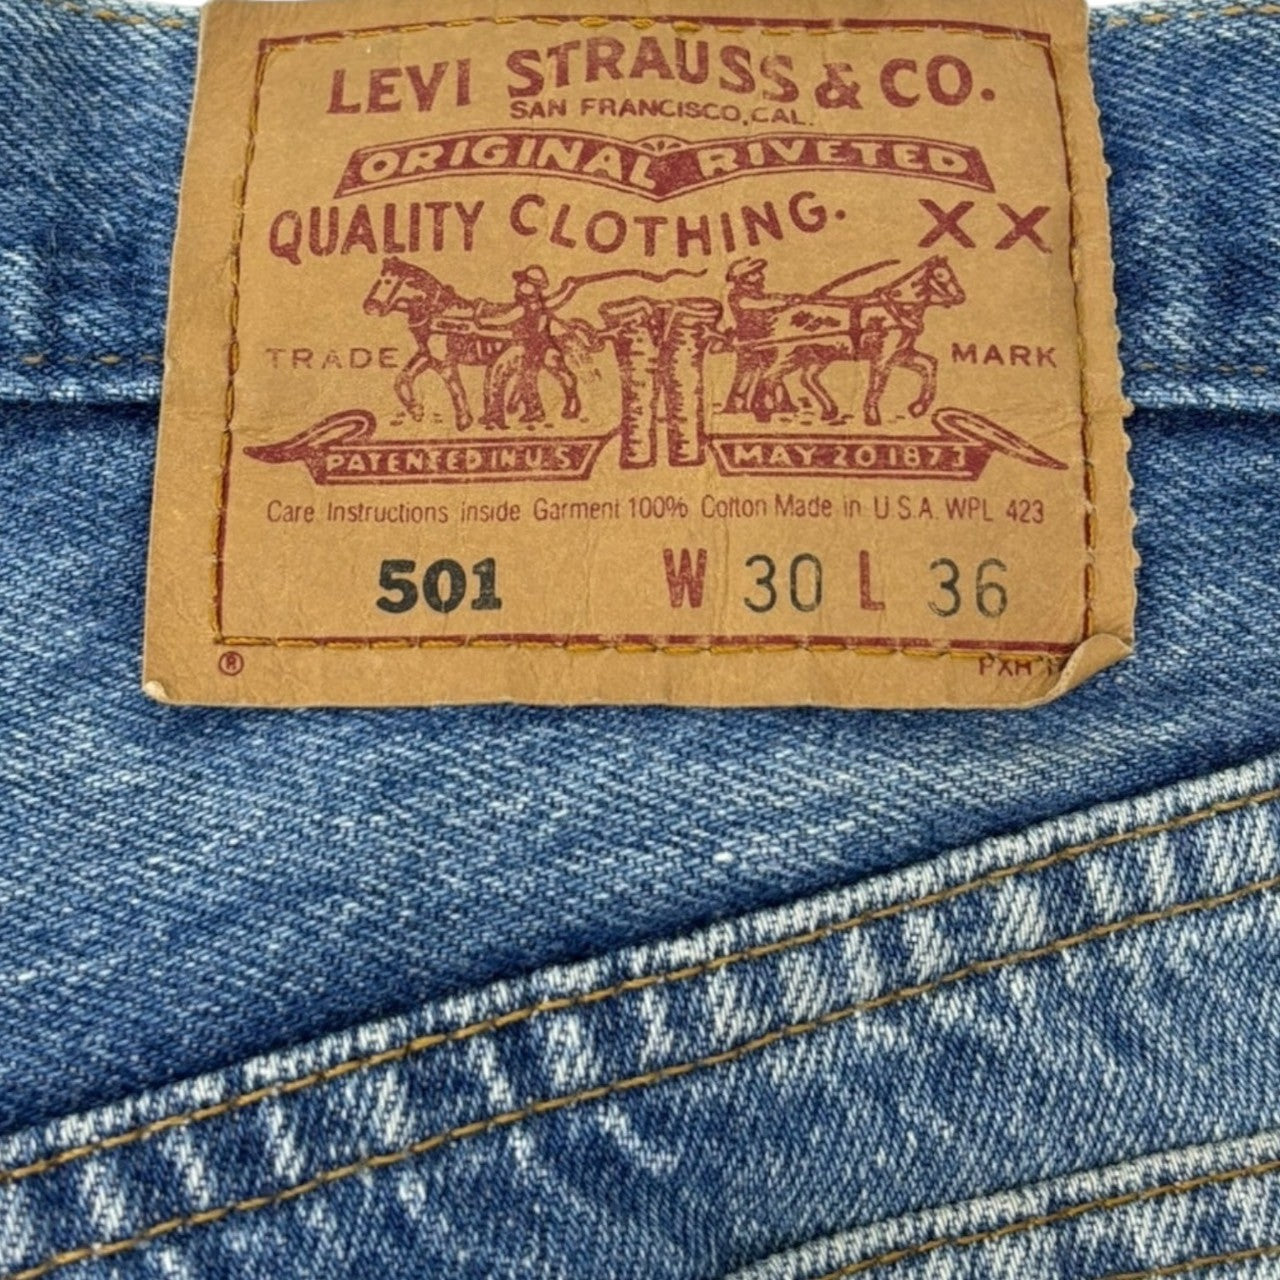 LEVI STRAUSS & CO.
SAN FRANCISCO, CAL.
ORIGINAL RIVETED
QUALITY CLOTHING. XX
TRADE MARK
PATENTED IN U.S. MAY 20 1873
Care Instructions inside Garment 100% Cotton Made in U.S.A. WPL 423
501 W 30 L 36
®